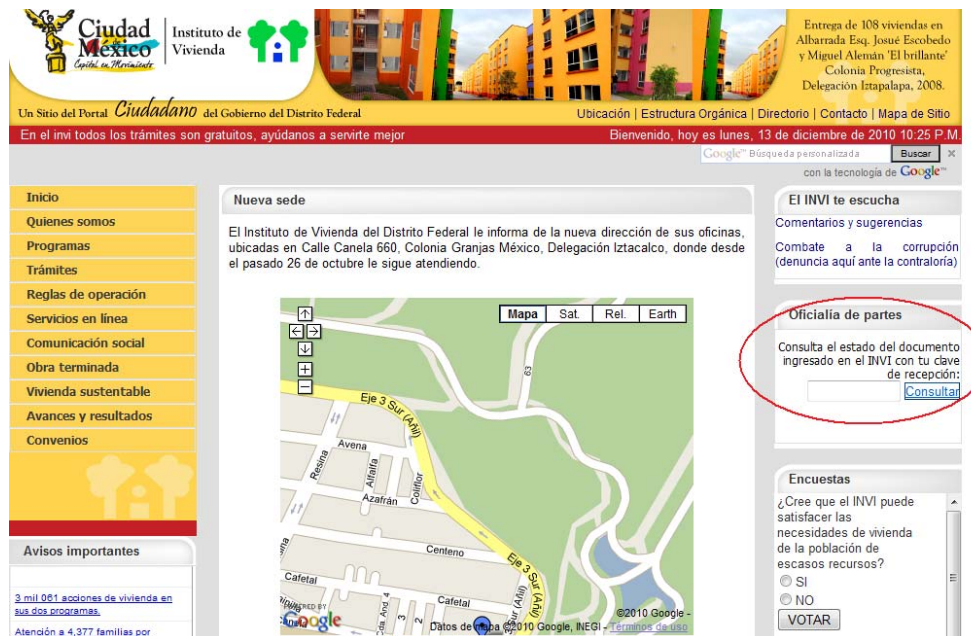 Ciudad
de
México
Capital en Movimiento
Instituto de
Vivienda
Entrega de 108 viviendas en
Albarrada Esq. Josué Escobedo
y Miguel Alemán 'El brillante'
Colonia Progresista,
Delegación Iztapalapa, 2008.
Un Sitio del Portal Ciudadano del Gobierno del Distrito Federal
Ubicación | Estructura Orgánica | Directorio | Contacto | Mapa de Sitio
En el invi todos los trámites son gratuitos, ayúdanos a servirte mejor
Bienvenido, hoy es lunes, 13 de diciembre de 2010 10:25 P.M.
Google™ Búsqueda personalizada
Buscar
×
con la tecnología de Google™
Inicio
Quienes somos
Programas
Trámites
Reglas de operación
Servicios en línea
Comunicación social
Obra terminada
Vivienda sustentable
Avances y resultados
Convenios
Avisos importantes
3 mil 061 acciones de vivienda en
sus dos programas.
Atención a 4,377 familias por
Nueva sede
El Instituto de Vivienda del Distrito Federal le informa de la nueva dirección de sus oficinas,
ubicadas en Calle Canela 660, Colonia Granjas México, Delegación Iztacalco, donde desde
el pasado 26 de octubre le sigue atendiendo.
Mapa
Sat.
Rel.
Earth
63
Eje 3 Sur (Añil)
Avena
Resina
Alfalfa
Coliflor
Azafrán
Centeno
Eje 3 Sur (Añil)
Cafetal
Cafetal
Cda. And. 4
3
2
POWERED BY
Google
©2010 Google -
Datos de mapa ©2010 Google, INEGI - Términos de uso
El INVI te escucha
Comentarios y sugerencias
Combate a la corrupción
(denuncia aquí ante la contraloría)
Oficialía de partes
Consulta el estado del documento
ingresado en el INVI con tu clave
de recepción:
Consultar
Encuestas
¿Cree que el INVI puede
satisfacer las
necesidades de vivienda
de la población de
escasos recursos?
SI
NO
VOTAR